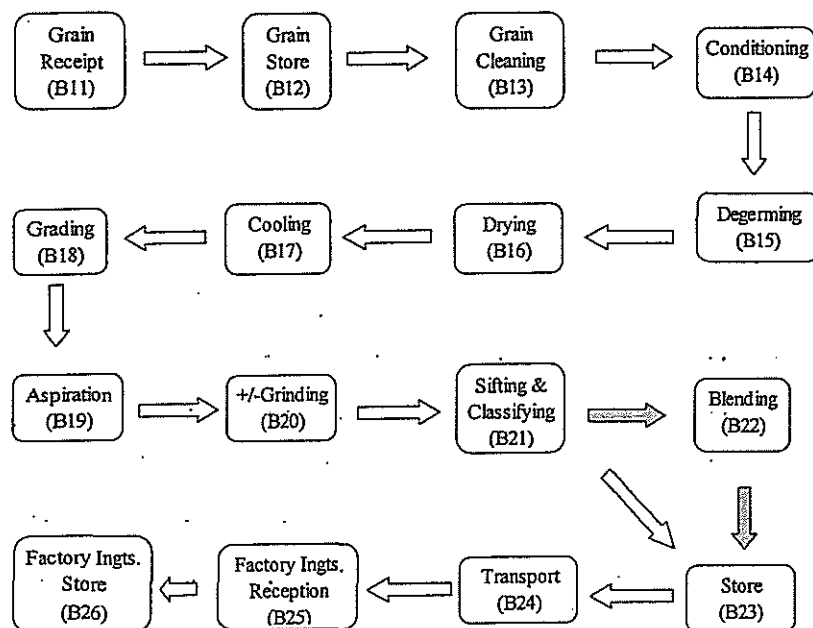 Grain
Receipt
(B11)
Grain
Store
(B12)
Grain
Cleaning
(B13)
Conditioning
(B14)
Degerming
(B15)
Drying
(B16)
Cooling
(B17)
Grading
(B18)
Aspiration
(B19)
+/-Grinding
(B20)
Sifting &
Classifying
(B21)
Blending
(B22)
Store
(B23)
Transport
(B24)
Factory Ingts.
Reception
(B25)
Factory Ingts.
Store
(B26)